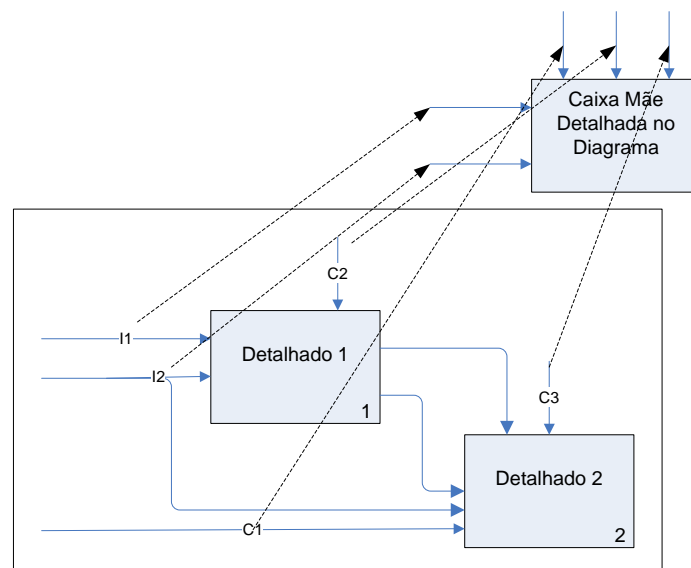 Caixa Mãe
Detalhada no
Diagrama
C2
I1
Detalhado 1
I2
C3
1
Detalhado 2
C1
2